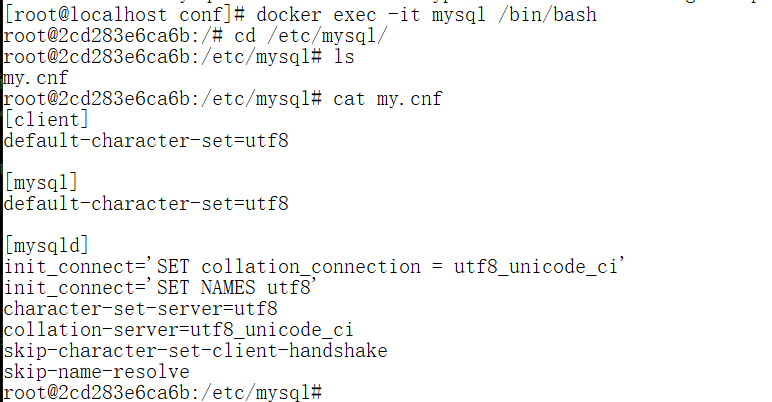 [root@localhost conf]# docker exec -it mysql /bin/bash
root@2cd283e6ca6b:/# cd /etc/mysql/
root@2cd283e6ca6b:/etc/mysql# ls
my.cnf
root@2cd283e6ca6b:/etc/mysql# cat my.cnf
[client]
default-character-set=utf8

[mysql]
default-character-set=utf8

[mysqld]
init_connect='SET collation_connection = utf8_unicode_ci'
init_connect='SET NAMES utf8'
character-set-server=utf8
collation-server=utf8_unicode_ci
skip-character-set-client-handshake
skip-name-resolve
root@2cd283e6ca6b:/etc/mysql#